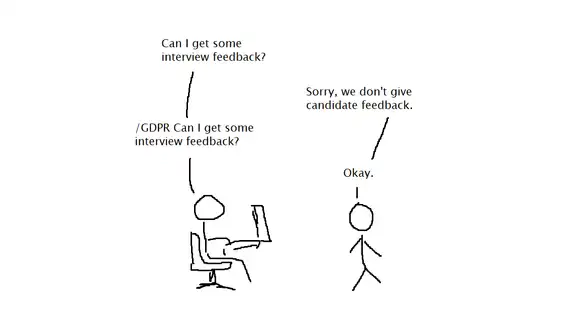 Can I get some
interview feedback?
Sorry, we don't give
candidate feedback.
/GDPR Can I get some
interview feedback?
Okay.